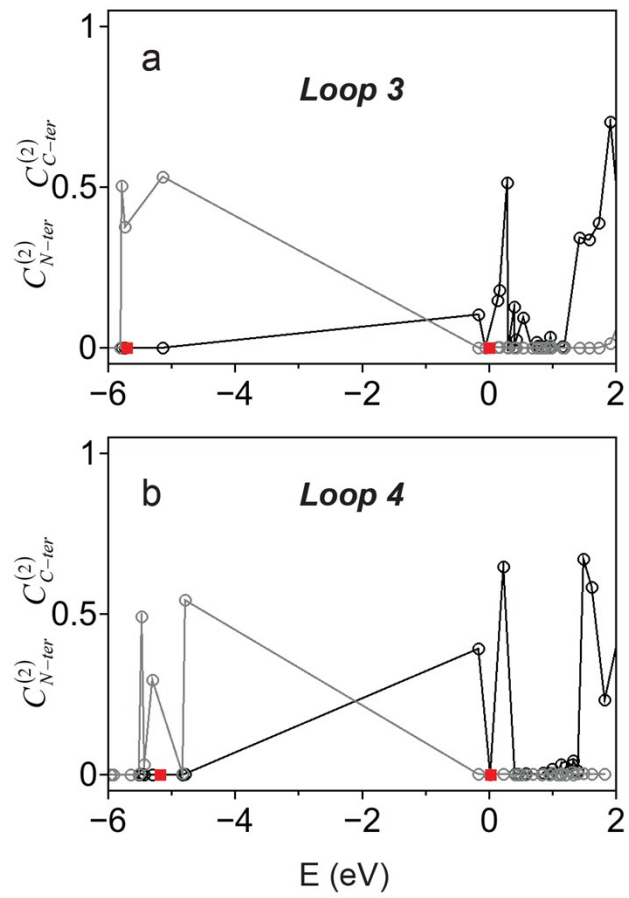 1
a
Loop 3
C^{(2)}_{N-ter} C^{(2)}_{C-ter}
0.5
0
−6 −4 −2 0 2
1
b
Loop 4
C^{(2)}_{N-ter} C^{(2)}_{C-ter}
0.5
0
−6 −4 −2 0 2
E (eV)